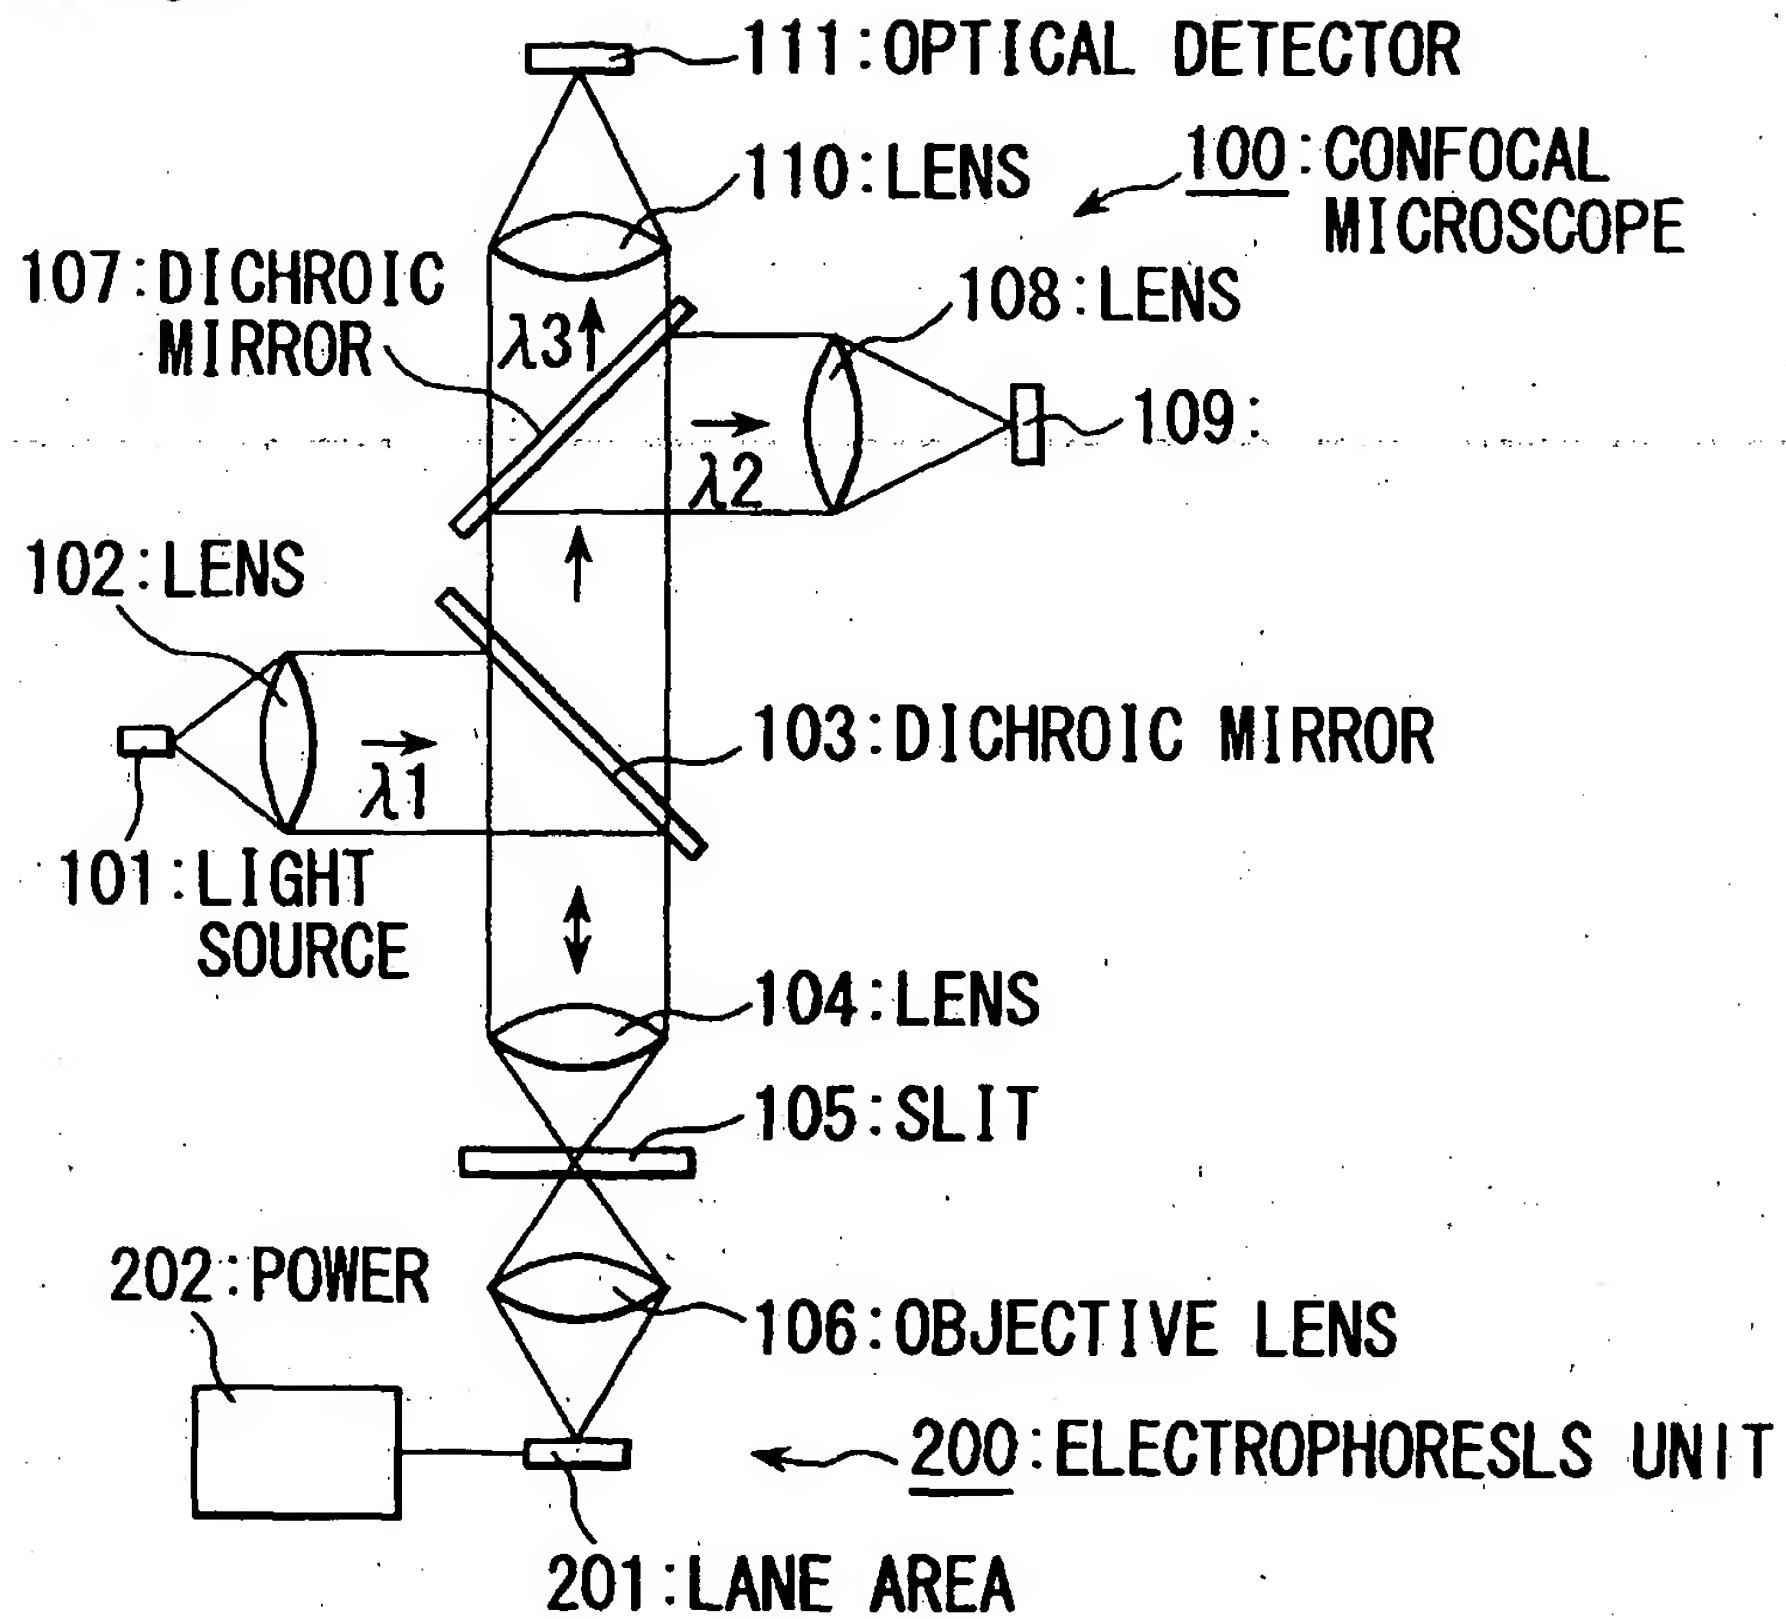 111:OPTICAL DETECTOR
100:CONFOCAL
MICROSCOPE
110:LENS
107:DICHROIC
MIRROR
108:LENS
λ3
109:
λ2
102:LENS
103:DICHROIC MIRROR
λ1
101:LIGHT
SOURCE
104:LENS
105:SLIT
202:POWER
106:OBJECTIVE LENS
200:ELECTROPHORESLS UNIT
201:LANE AREA